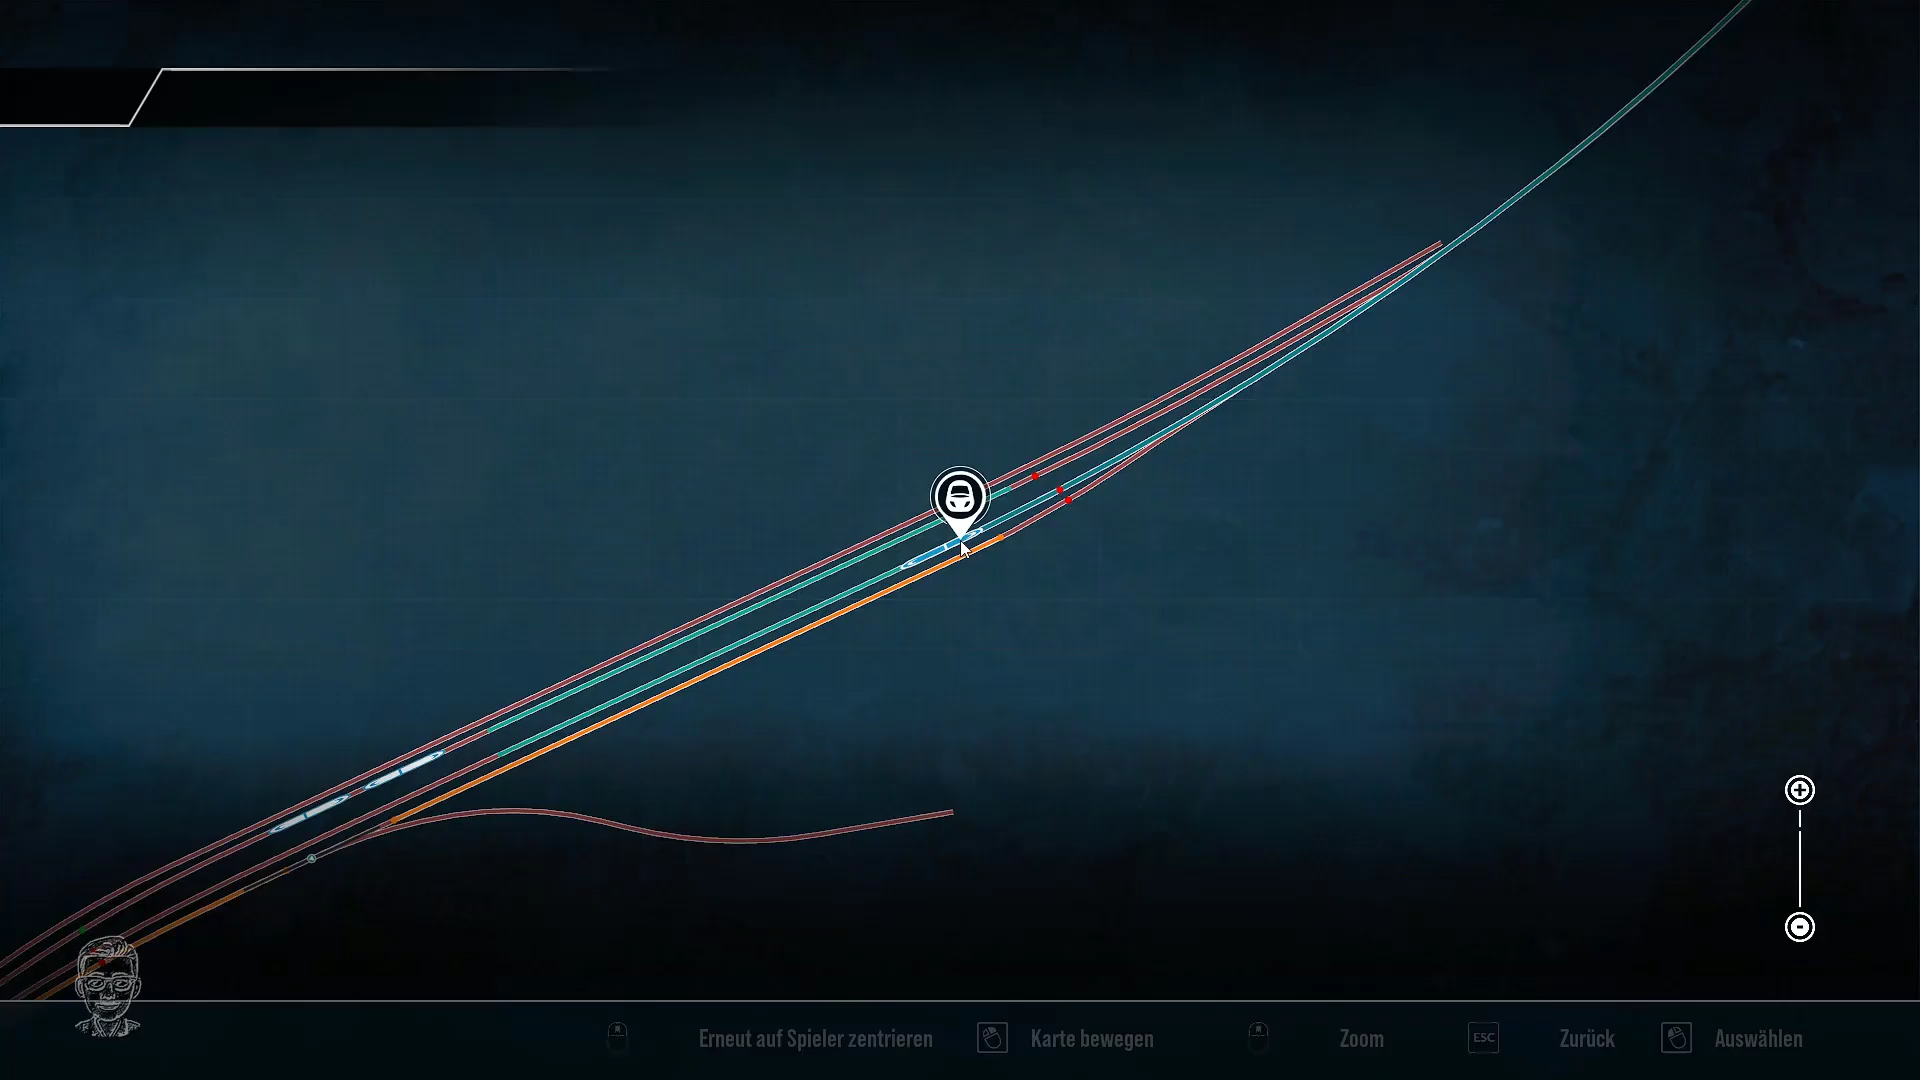 Erneut auf Spieler zentrieren
Karte bewegen
Zoom
ESC
Zurück
Auswählen